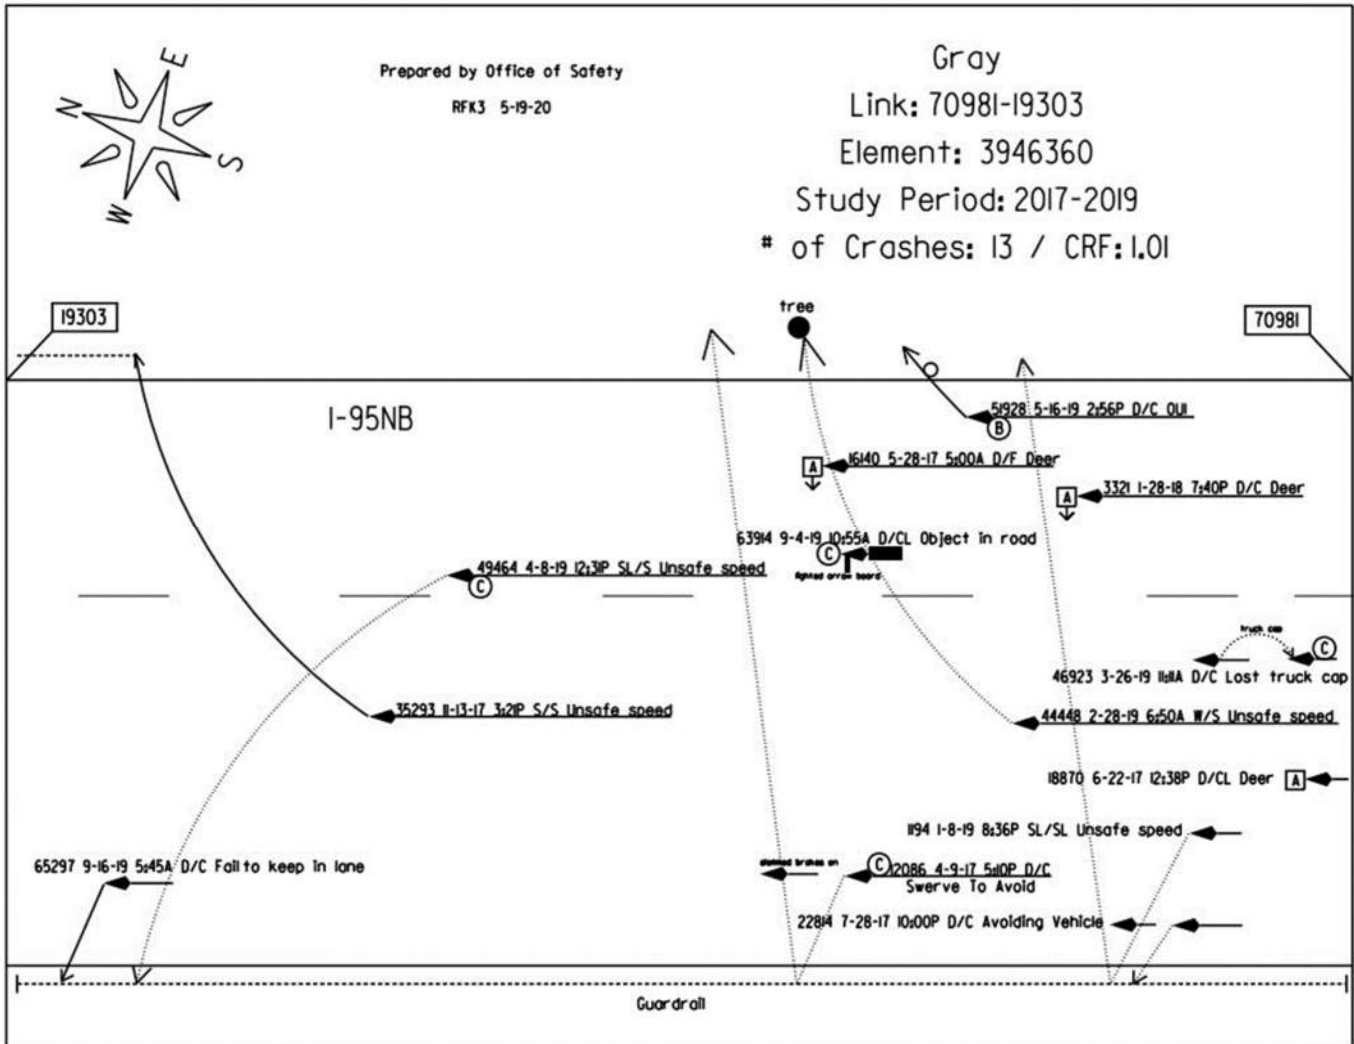 E
N
S
W
Prepared by Office of Safety
RFK3 5-19-20
Gray
Link: 70981-19303
Element: 3946360
Study Period: 2017-2019
# of Crashes: 13 / CRF: 1.01
19303
tree
70981
I-95NB
51928 5-16-19 2:56P D/C OUI
B
16140 5-28-17 5:00A D/F Deer
A
3321 1-28-18 7:40P D/C Deer
A
63914 9-4-19 10:55A D/CL Object in road
C
lighted arrow board
49464 4-8-19 12:31P SL/S Unsafe speed
C
truck cap
C
46923 3-26-19 11:11A D/C Lost truck cap
35293 11-13-17 3:21P S/S Unsafe speed
44448 2-28-19 6:50A W/S Unsafe speed
18870 6-22-17 12:38P D/CL Deer A
1194 1-8-19 8:36P SL/SL Unsafe speed
65297 9-16-19 5:45A D/C Fail to keep in lane
slammed brakes on
C
12086 4-9-17 5:10P D/C
Swerve To Avoid
22814 7-28-17 10:00P D/C Avoiding Vehicle
Guardrail